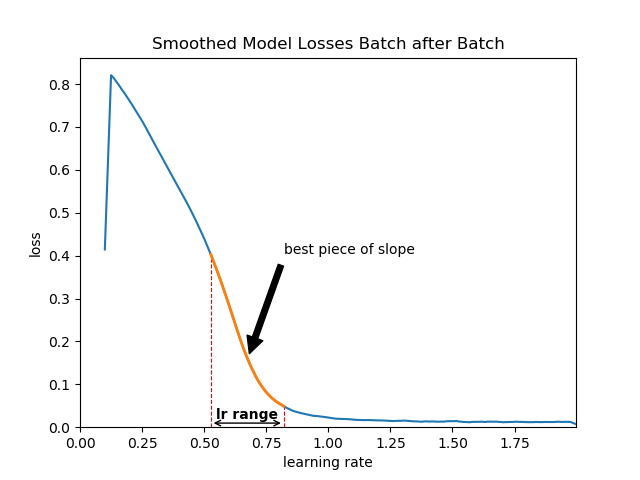 Smoothed Model Losses Batch after Batch
loss
0.8
0.7
0.6
0.5
0.4
0.3
0.2
0.1
0.0
best piece of slope
lr range
0.00 0.25 0.50 0.75 1.00 1.25 1.50 1.75
learning rate